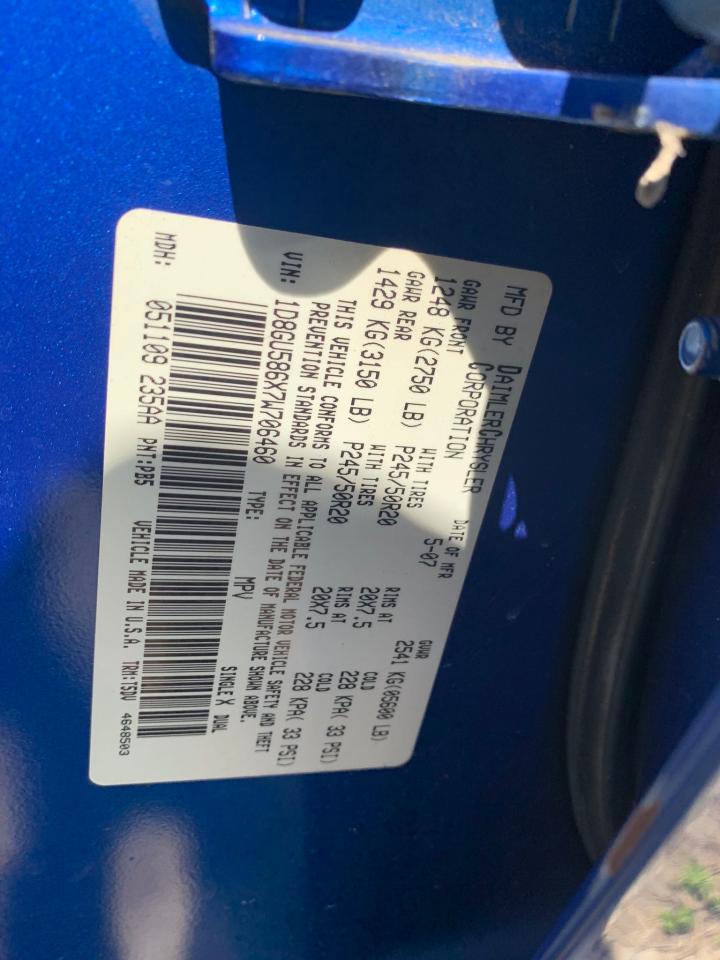 MFD BY DAIMLERCHRYSLER CORPORATION DATE OF MFR 5-07 GVWR 2541 KG(05600 LB)
GAWR FRONT WITH TIRES RIMS AT COLD
1248 KG(2750 LB) P245/50R20 20X7.5 228 KPA( 33 PSI)
GAWR REAR WITH TIRES RIMS AT COLD
1429 KG(3150 LB) P245/50R20 20X7.5 228 KPA( 33 PSI)
THIS VEHICLE CONFORMS TO ALL APPLICABLE FEDERAL MOTOR VEHICLE SAFETY AND THEFT
PREVENTION STANDARDS IN EFFECT ON THE DATE OF MANUFACTURE SHOWN ABOVE.
VIN: 1D8GU586X7W706460 TYPE: MPV SINGLE X DUAL
MDH: 051109 235AA PNT:PB5 VEHICLE MADE IN U.S.A. TRM:TSDV 4648503